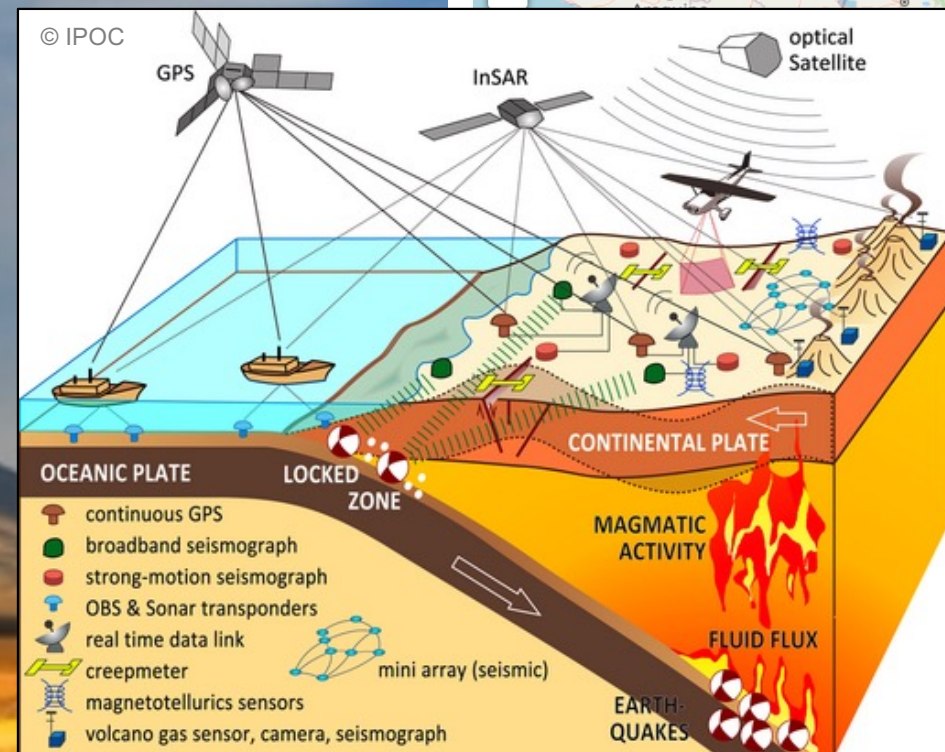 © IPOC
GPS
InSAR
optical
Satellite
OCEANIC PLATE
LOCKED
ZONE
CONTINENTAL PLATE
MAGMATIC
ACTIVITY
FLUID FLUX
EARTH-
QUAKES
continuous GPS
broadband seismograph
strong-motion seismograph
OBS & Sonar transponders
real time data link
creepmeter
magnetotellurics sensors
volcano gas sensor, camera, seismograph
mini array (seismic)